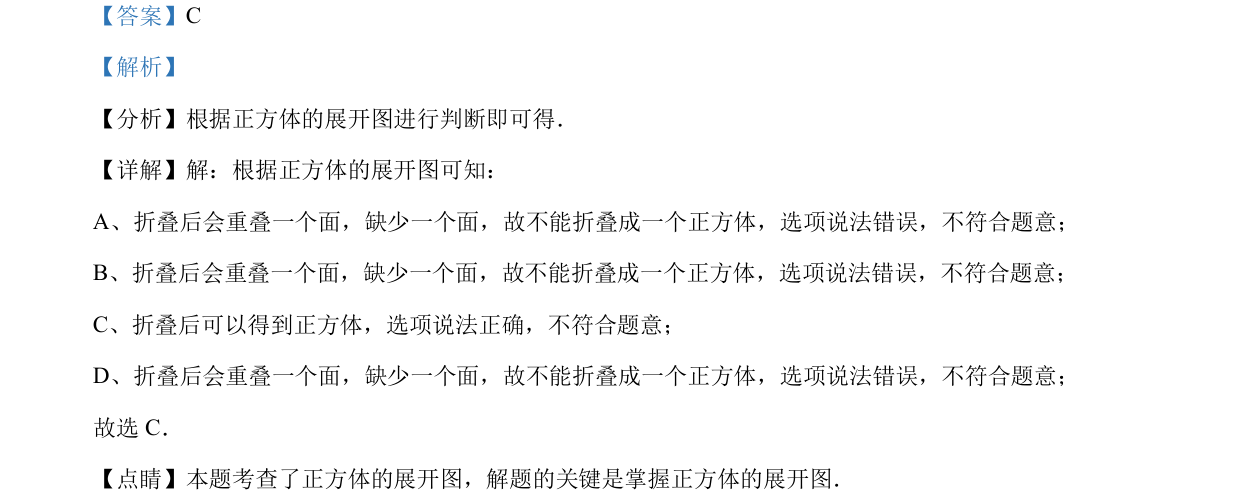 【答案】C
【解析】
【分析】根据正方体的展开图进行判断即可得．
【详解】解：根据正方体的展开图可知：
A、折叠后会重叠一个面，缺少一个面，故不能折叠成一个正方体，选项说法错误，不符合题意；
B、折叠后会重叠一个面，缺少一个面，故不能折叠成一个正方体，选项说法错误，不符合题意；
C、折叠后可以得到正方体，选项说法正确，不符合题意；
D、折叠后会重叠一个面，缺少一个面，故不能折叠成一个正方体，选项说法错误，不符合题意；
故选 C．
【点睛】本题考查了正方体的展开图，解题的关键是掌握正方体的展开图．